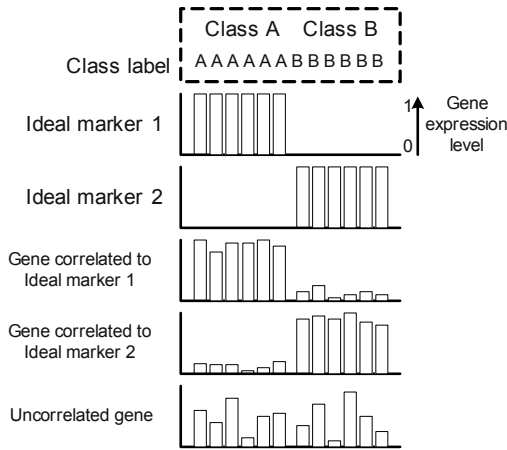 Class A Class B
Class label
A A A A A A B B B B B B
Ideal marker 1
1
0
Gene
expression
level
Ideal marker 2
Gene correlated to
Ideal marker 1
Gene correlated to
Ideal marker 2
Uncorrelated gene